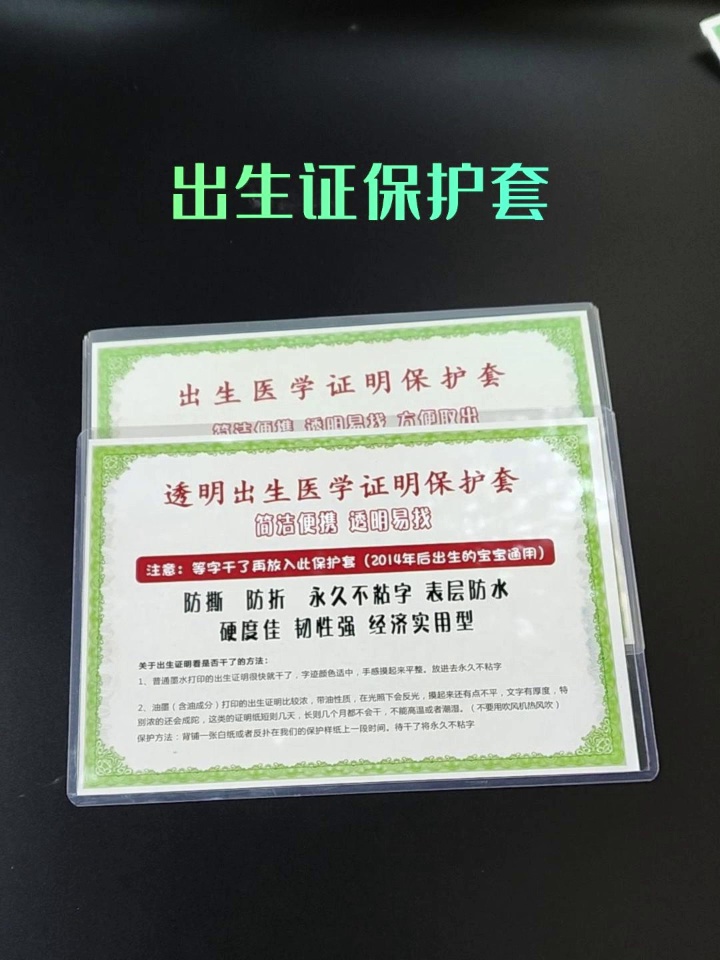 出生证保护套
出生医学证明保护套
简洁便携 透明易找 方便取出
透明出生医学证明保护套
简洁便携 透明易找
注意：等字干了再放入此保护套（2014年后出生的宝宝通用）
防撕 防折 永久不粘字 表层防水
硬度佳 韧性强 经济实用型
关于出生证明看是否干了的方法：
1、普通墨水打印的出生证明很快就干了，字迹颜色适中，手感摸起来平整。放进去永久不粘字
2、油墨（含油成分）打印的出生证明比较浓，带油性质，在光照下会反光，摸起来还有点不平，文字有厚度，特
别浓的还会成陀，这类的证明纸短则几天，长则几个月都不会干，不能高温或者潮湿。（不要用吹风机热风吹）
保护方法：背铺一张白纸或者反扑在我们的保护样纸上一段时间。待干了将永久不粘字